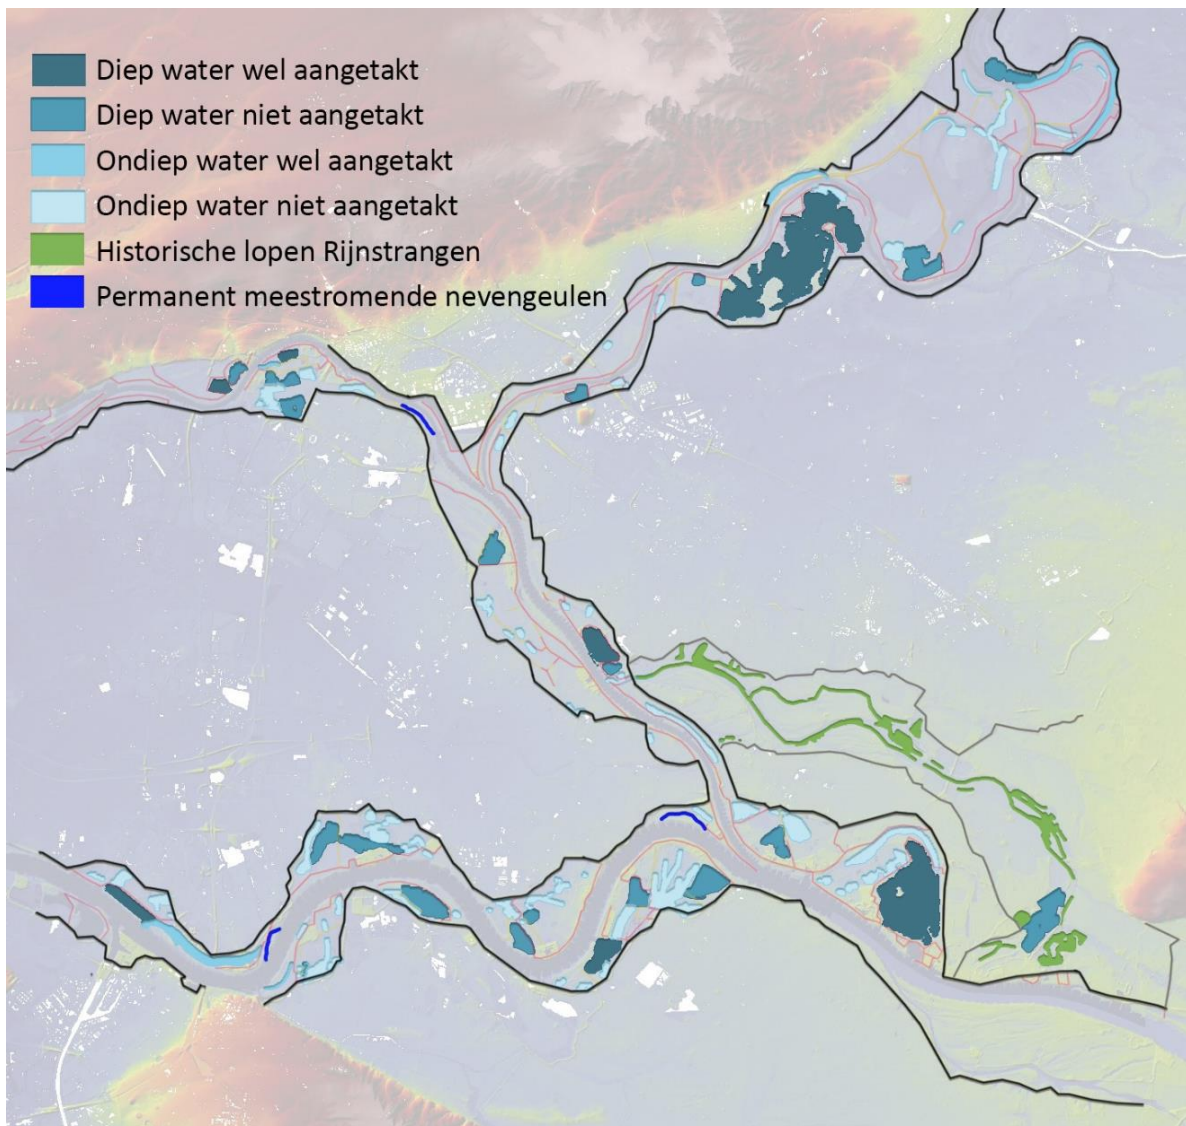 Diep water wel aangetakt
Diep water niet aangetakt
Ondiep water wel aangetakt
Ondiep water niet aangetakt
Historische lopen Rijnstrangen
Permanent meestromende nevengeulen